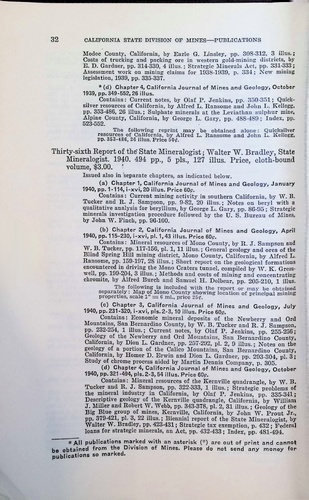 32 CALIFORNIA STATE DIVISION OF MINES—PUBLICATIONS
Modoc County, California, by Earle G. Linsley, pp. 308-312, 3 illus.;
Costs of trucking and packing ore in western gold-mining districts, by
E. D. Gardner, pp. 314-330, 4 illus.; Strategic Minerals Act, pp. 331-333;
Assessment work on mining claims for 1938-1939, p. 334; New mining
legislation, 1939, pp. 335-337.
*(d) Chapter 4, California Journal of Mines and Geology, October
1939, pp. 349-582, 26 illus.
Contains: Current notes, by Olaf P. Jenkins, pp. 350-351; Quick-
silver resources of California, by Alfred L. Ransome and John L. Kellogg,
pp. 353-486, 26 illus.; Sulphate minerals at the Leviathan sulphur mine,
Alpine County, California, by George L. Gary, pp. 488-489; Index, pp.
523-552.
The following reprint may be obtained alone: Quicksilver
resources of California, by Alfred L. Ransome and John L. Kellogg,
pp. 353-486, 26 illus. Price 50¢.
Thirty-sixth Report of the State Mineralogist; Walter W. Bradley, State
Mineralogist. 1940. 494 pp., 5 pls., 127 illus. Price, cloth-bound
volume, $3.00.
Issued also in separate chapters, as indicated below.
(a) Chapter 1, California Journal of Mines and Geology, January
1940, pp. 1-114, i-xvi, 20 illus. Price 60¢.
Contains: Current mining activity in southern California, by W. B.
Tucker and R. J. Sampson, pp. 9-82, 20 illus.; Notes on beryl with a
qualitative analysis for beryllium, by George L. Gary, pp. 86-95; Strategic
minerals investigation procedure followed by the U. S. Bureau of Mines,
by John W. Finch, pp. 96-100.
(b) Chapter 2, California Journal of Mines and Geology, April
1940, pp. 115-230, i-xvi, pl. 1, 43 illus. Price 60¢.
Contains: Mineral resources of Mono County, by R. J. Sampson and
W. B. Tucker, pp. 117-156, pl. 1, 11 illus.; General geology and ores of the
Blind Spring Hill mining district, Mono County, California, by Alfred L.
Ransome, pp. 159-197, 28 illus.; Short report on the geological formations
encountered in driving the Mono Craters tunnel, compiled by W. K. Gres-
well, pp. 199-204, 3 illus.; Methods and costs of mining and concentrating
chromite, by Alfred Burch and Samuel H. Dolbear, pp. 205-210, 1 illus.
The following is included with the report or may be obtained
separately: Map of Mono County showing location of principal mining
properties, scale 1" = 6 mi., price 25¢.
(c) Chapter 3, California Journal of Mines and Geology, July
1940, pp. 231-320, i-xvi, pls. 2-3, 10 illus. Price 60¢.
Contains: Economic mineral deposits of the Newberry and Ord
Mountains, San Bernardino County, by W. B. Tucker and R. J. Sampson,
pp. 232-254, 1 illus.; Current notes, by Olaf P. Jenkins, pp. 255-256;
Geology of the Newberry and Ord Mountains, San Bernardino County,
California, by Dion L. Gardner, pp. 257-292, pl. 2, 9 illus.; Notes on the
geology of a portion of the Calico Mountains, San Bernardino County,
California, by Homer D. Erwin and Dion L. Gardner, pp. 293-304, pl. 3;
Study of chrome process aided by Martin Dennis Company, p. 305.
(d) Chapter 4, California Journal of Mines and Geology, October
1940, pp. 321-494, pls. 2-3, 54 illus. Price 60¢.
Contains: Mineral resources of the Kernville quadrangle, by W. B.
Tucker and R. J. Sampson, pp. 322-333, 1 illus.; Strategic problems of
the mineral industry in California, by Olaf P. Jenkins, pp. 335-341;
Descriptive geology of the Kernville quadrangle, California, by William
J. Miller and Robert W. Webb, pp. 343-378, pl. 2, 31 illus.; Geology of the
Big Blue group of mines, Kernville, California, by John W. Prout Jr.,
pp. 379-421, pl. 3, 22 illus.; Biennial report of the State Mineralogist, by
Walter W. Bradley, pp. 423-431; Strategic tax exemption, p. 432; Federal
loans for strategic minerals, an Act, pp. 432-433; Index, pp. 481-494.
* All publications marked with an asterisk (*) are out of print and cannot
be obtained from the Division of Mines. Please do not send any money for
publications so marked.